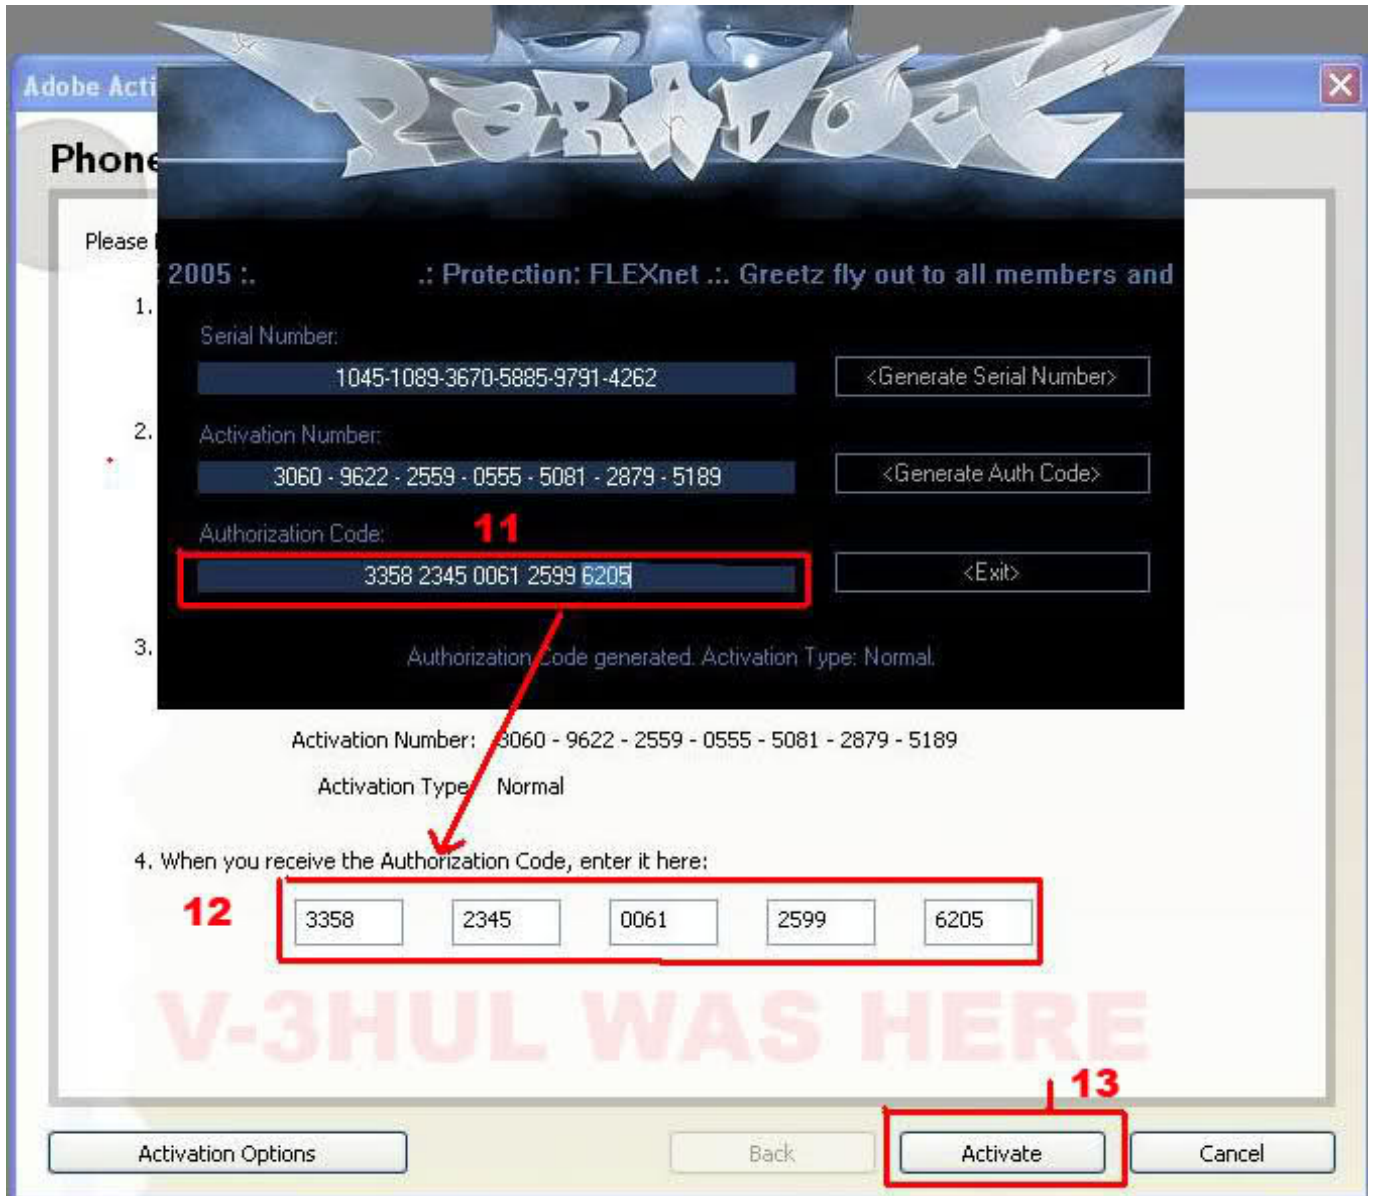 PARADOX
Adobe Acti
Phone
Please
2005 :. .: Protection: FLEXnet .:. Greetz fly out to all members and
1.
Serial Number:
1045-1089-3670-5885-9791-4262
<Generate Serial Number>
2.
Activation Number:
3060 - 9622 - 2559 - 0555 - 5081 - 2879 - 5189
<Generate Auth Code>
Authorization Code:
11
3358 2345 0061 2599 6205
<Exit>
3.
Authorization Code generated. Activation Type: Normal.
Activation Number: 3060 - 9622 - 2559 - 0555 - 5081 - 2879 - 5189
Activation Type: Normal
4. When you receive the Authorization Code, enter it here:
12
3358 2345 0061 2599 6205
V-3HUL WAS HERE
13
Activation Options
Back
Activate
Cancel